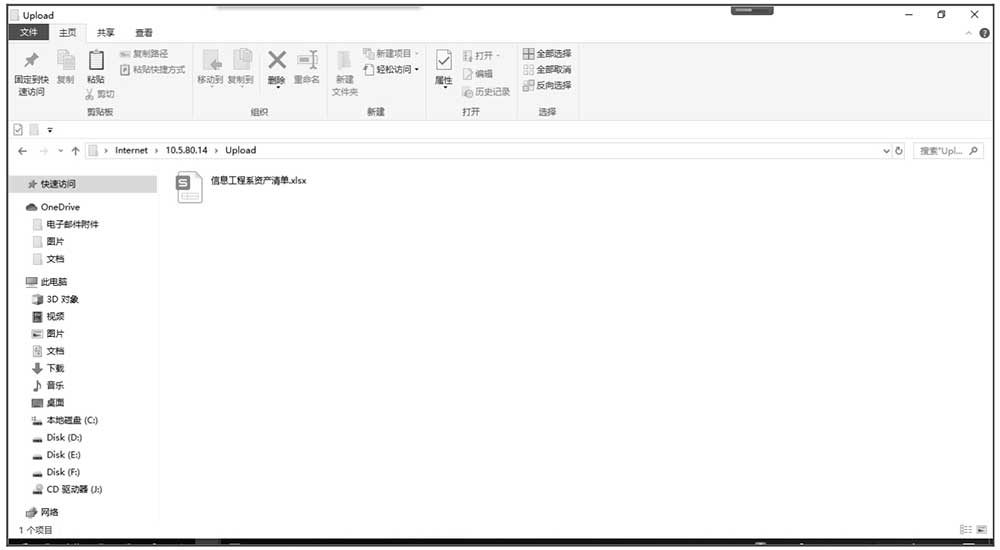 Upload
文件 主页 共享 查看
固定到快速访问
复制
粘贴
复制路径
粘贴快捷方式
剪切
剪贴板
移动到
复制到
删除
重命名
组织
新建
文件夹
新建项目
轻松访问
新建
属性
打开
编辑
历史记录
打开
全部选择
全部取消
反向选择
选择
Internet 10.5.80.14 Upload
搜索"Upl...
快速访问
信息工程系资产清单.xlsx
OneDrive
电子邮件附件
图片
文档
此电脑
3D 对象
视频
图片
文档
下载
音乐
桌面
本地磁盘 (C:)
Disk (D:)
Disk (E:)
Disk (F:)
CD 驱动器 (J:)
网络
1 个项目